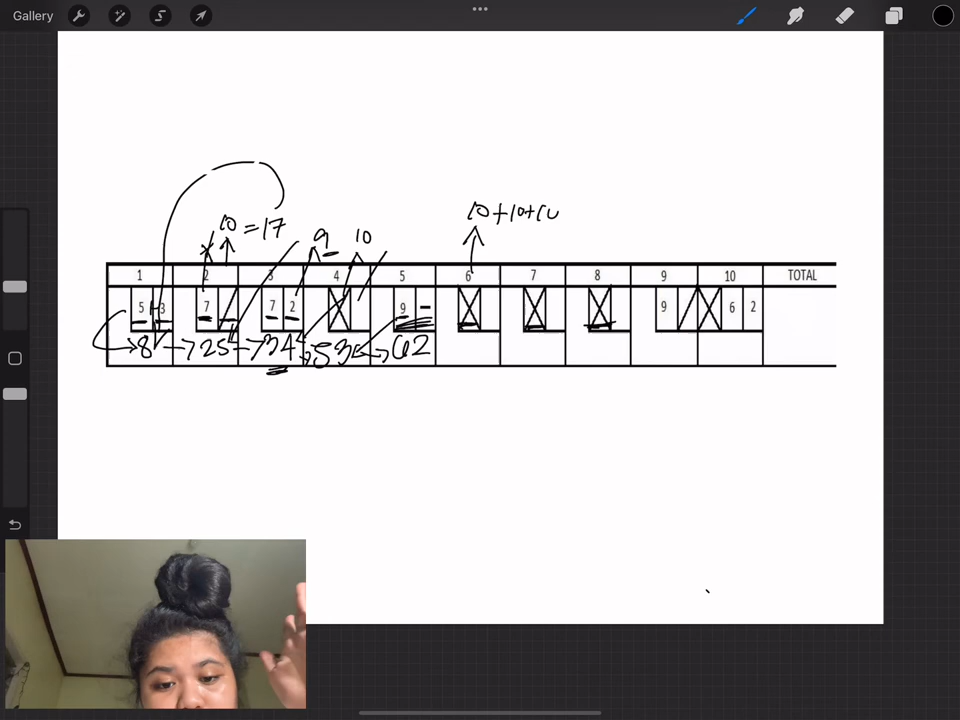 Gallery
10 = 17
9
10
10+10+10
1 2 3 4 5 6 7 8 9 10 TOTAL
5 3 7 7 2 9 - 9 6 2
8 → 25 → 34 53 → 62